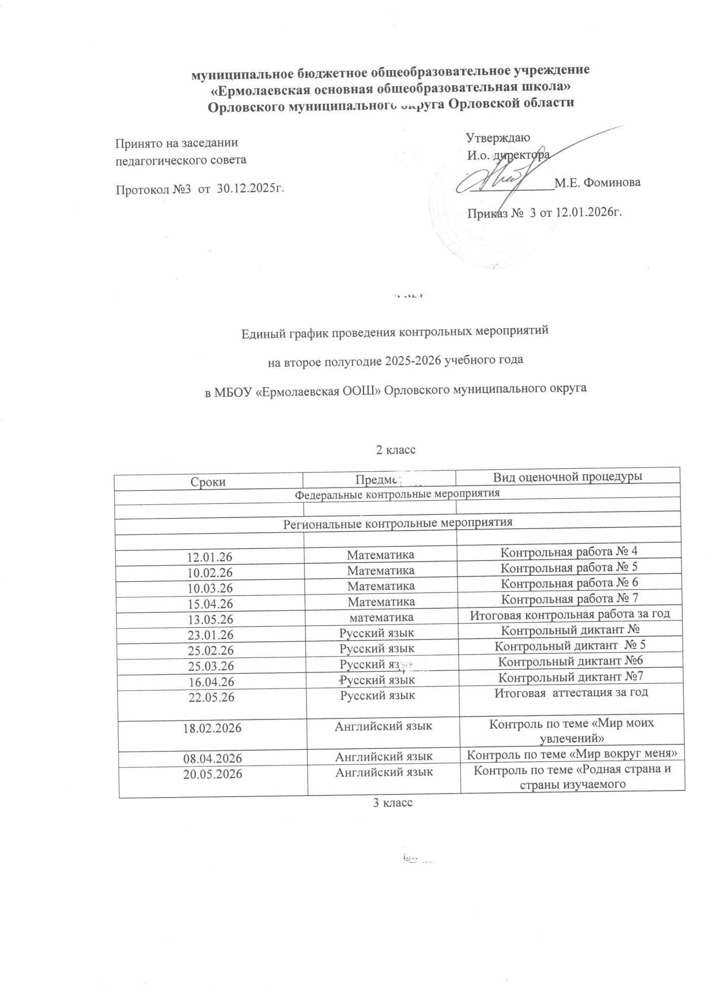 муниципальное бюджетное общеобразовательное учреждение
«Ермолаевская основная общеобразовательная школа»
Орловского муниципального округа Орловской области
Принято на заседании
педагогического совета
Протокол №3 от 30.12.2025г.
Утверждаю
И.о. директора
М.Е. Фоминова
Приказ № 3 от 12.01.2026г.
Единый график проведения контрольных мероприятий
на второе полугодие 2025-2026 учебного года
в МБОУ «Ермолаевская ООШ» Орловского муниципального округа
2 класс
Сроки Предме Вид оценочной процедуры
Федеральные контрольные мероприятия
Региональные контрольные мероприятия
12.01.26 Математика Контрольная работа № 4
10.02.26 Математика Контрольная работа № 5
10.03.26 Математика Контрольная работа № 6
15.04.26 Математика Контрольная работа № 7
13.05.26 математика Итоговая контрольная работа за год
23.01.26 Русский язык Контрольный диктант №
25.02.26 Русский язык Контрольный диктант № 5
25.03.26 Русский язык Контрольный диктант №6
16.04.26 Русский язык Контрольный диктант №7
22.05.26 Русский язык Итоговая аттестация за год
18.02.2026 Английский язык Контроль по теме «Мир моих
увлечений»
08.04.2026 Английский язык Контроль по теме «Мир вокруг меня»
20.05.2026 Английский язык Контроль по теме «Родная страна и
страны изучаемого
3 класс